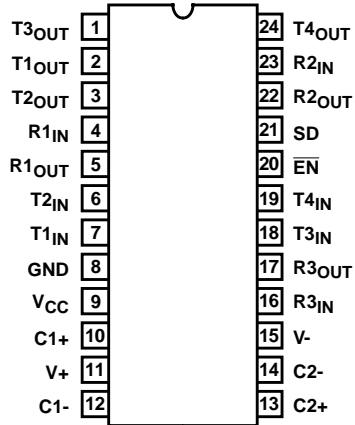 T3OUT 1 24 T4OUT
T1OUT 2 23 R2IN
T2OUT 3 22 R2OUT
R1IN 4 21 SD
R1OUT 5 20 E̅N̅
T2IN 6 19 T4IN
T1IN 7 18 T3IN
GND 8 17 R3OUT
VCC 9 16 R3IN
C1+ 10 15 V-
V+ 11 14 C2-
C1- 12 13 C2+